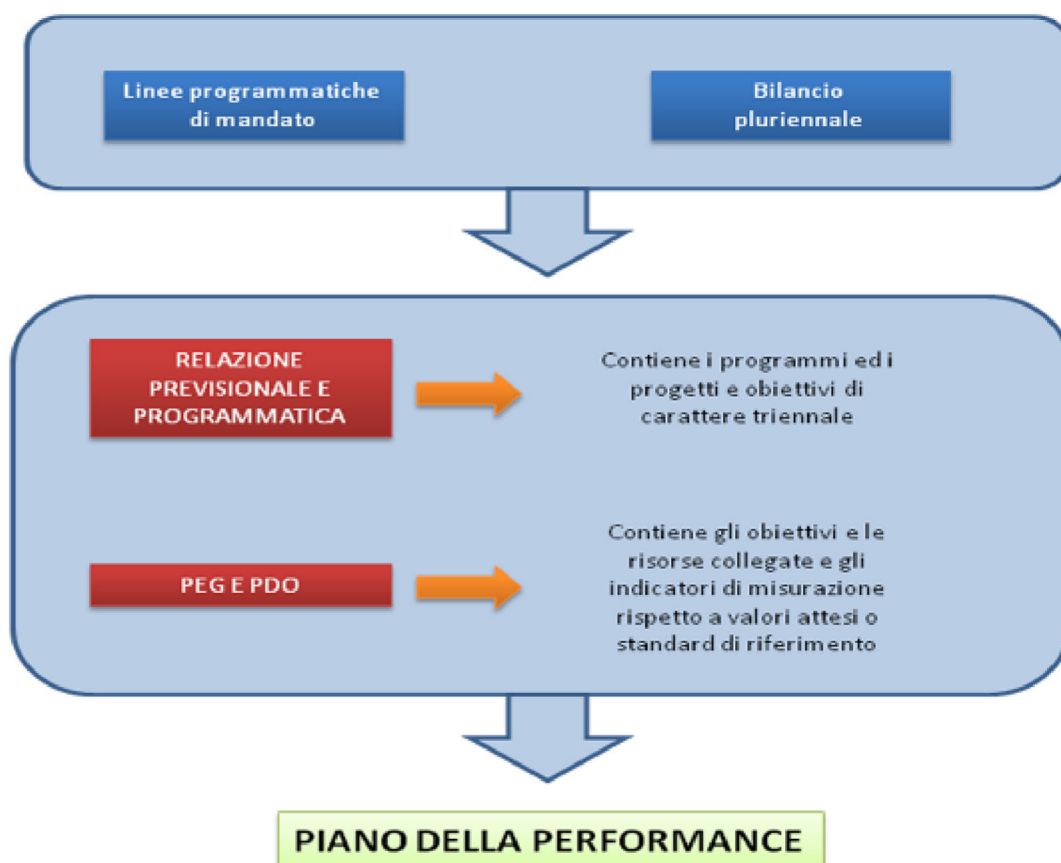 Linee programmatiche
di mandato
Bilancio
pluriennale
RELAZIONE
PREVISIONALE E
PROGRAMMATICA
Contiene i programmi ed i
progetti e obiettivi di
carattere triennale
PEG E PDO
Contiene gli obiettivi e le
risorse collegate e gli
indicatori di misurazione
rispetto a valori attesi o
standard di riferimento
PIANO DELLA PERFORMANCE